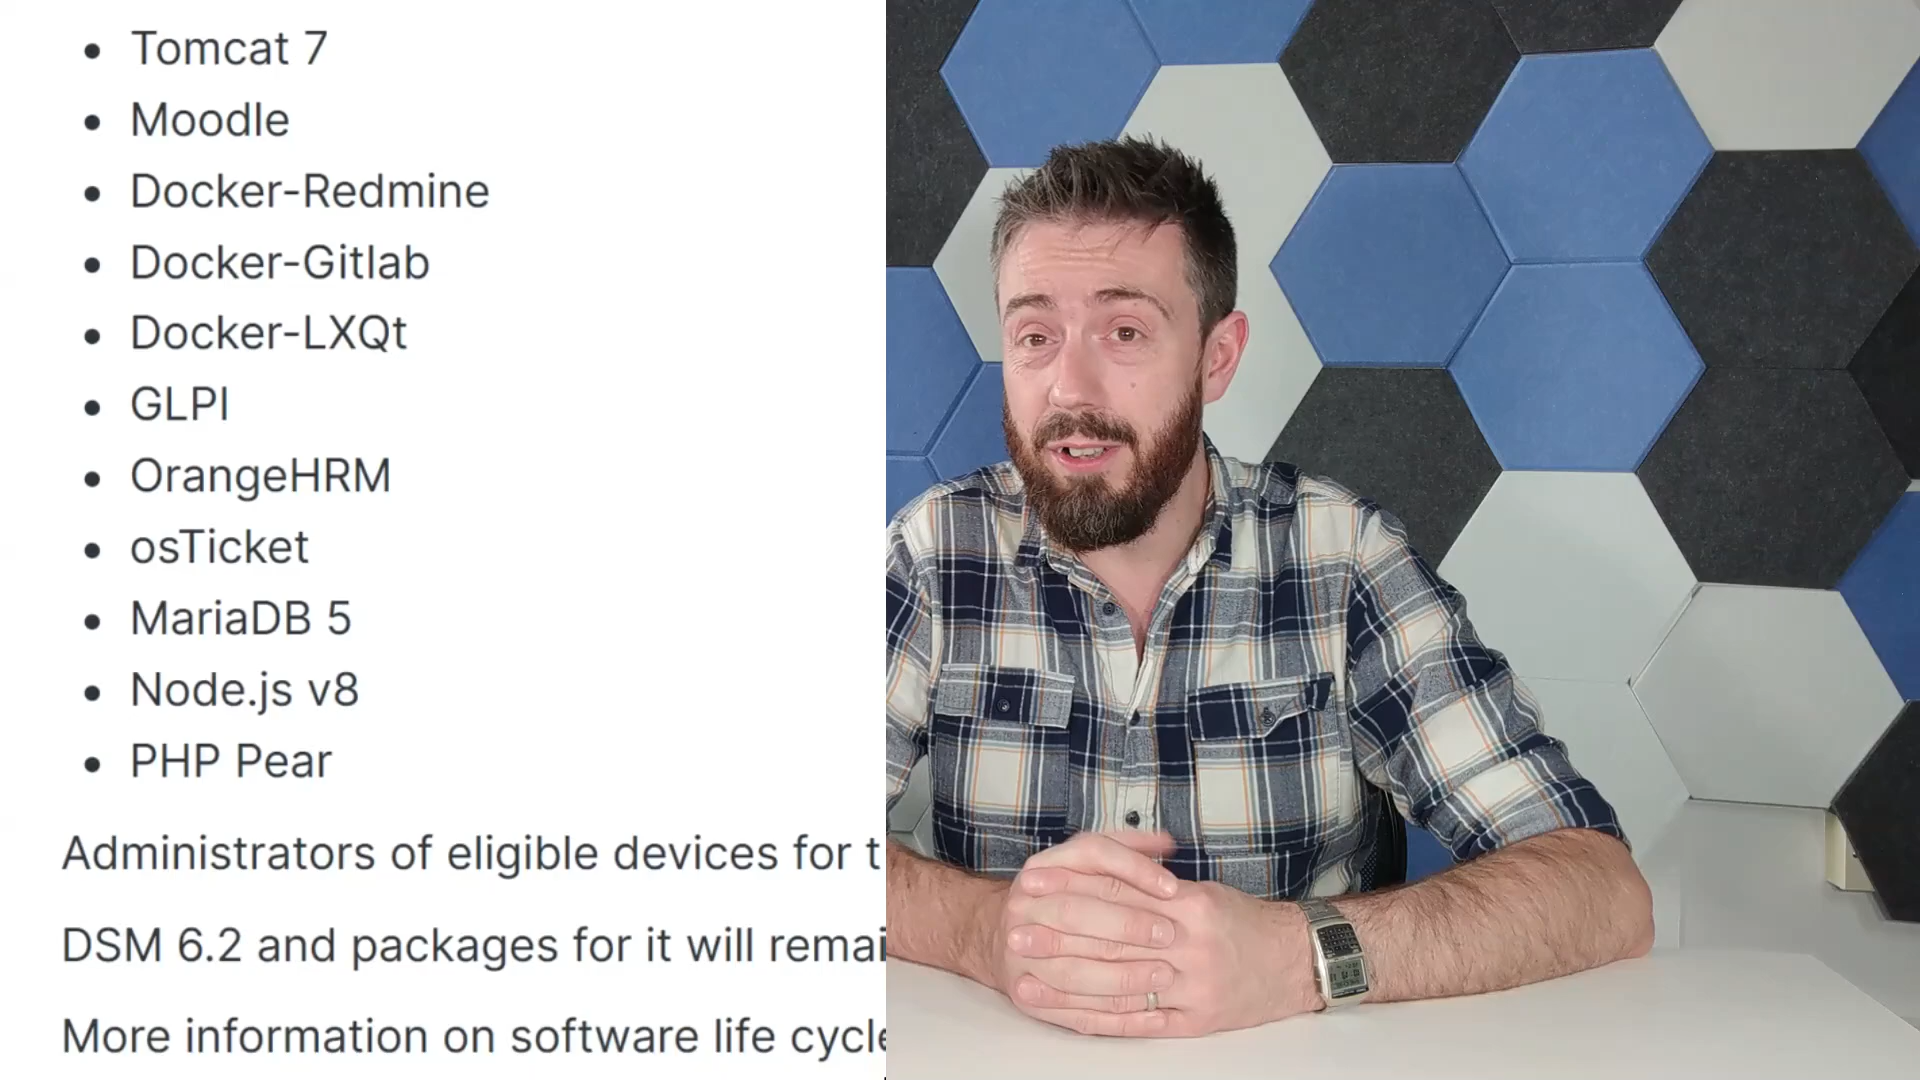 Tomcat 7
Moodle
Docker-Redmine
Docker-Gitlab
Docker-LXQt
GLPI
OrangeHRM
osTicket
MariaDB 5
Node.js v8
PHP Pear
Administrators of eligible devices for t
DSM 6.2 and packages for it will remai
More information on software life cycle